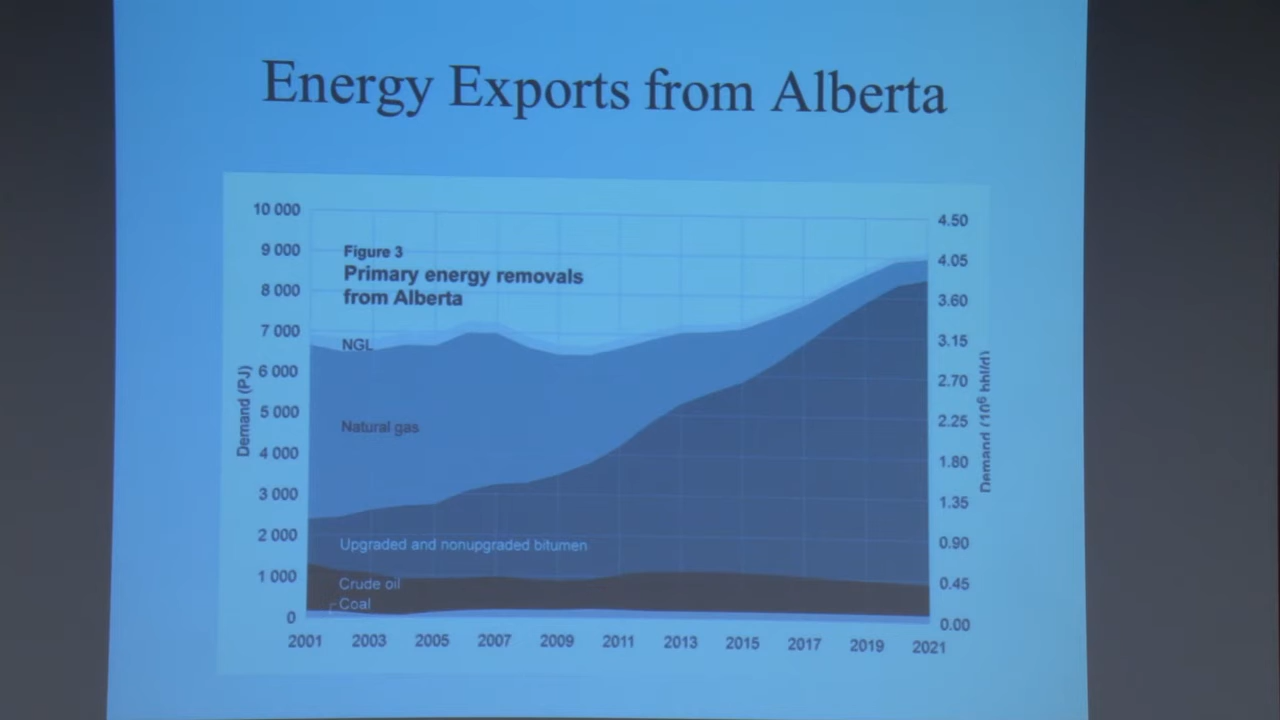 Energy Exports from Alberta
Figure 3
Primary energy removals
from Alberta
10 000
9 000
8 000
7 000
6 000
5 000
4 000
3 000
2 000
1 000
0
Demand (PJ)
NGL
Natural gas
Upgraded and nonupgraded bitumen
Crude oil
Coal
4.50
4.05
3.60
3.15
2.70
2.25
1.80
1.35
0.90
0.45
0.00
Demand (10⁶ bbl/d)
2001 2003 2005 2007 2009 2011 2013 2015 2017 2019 2021